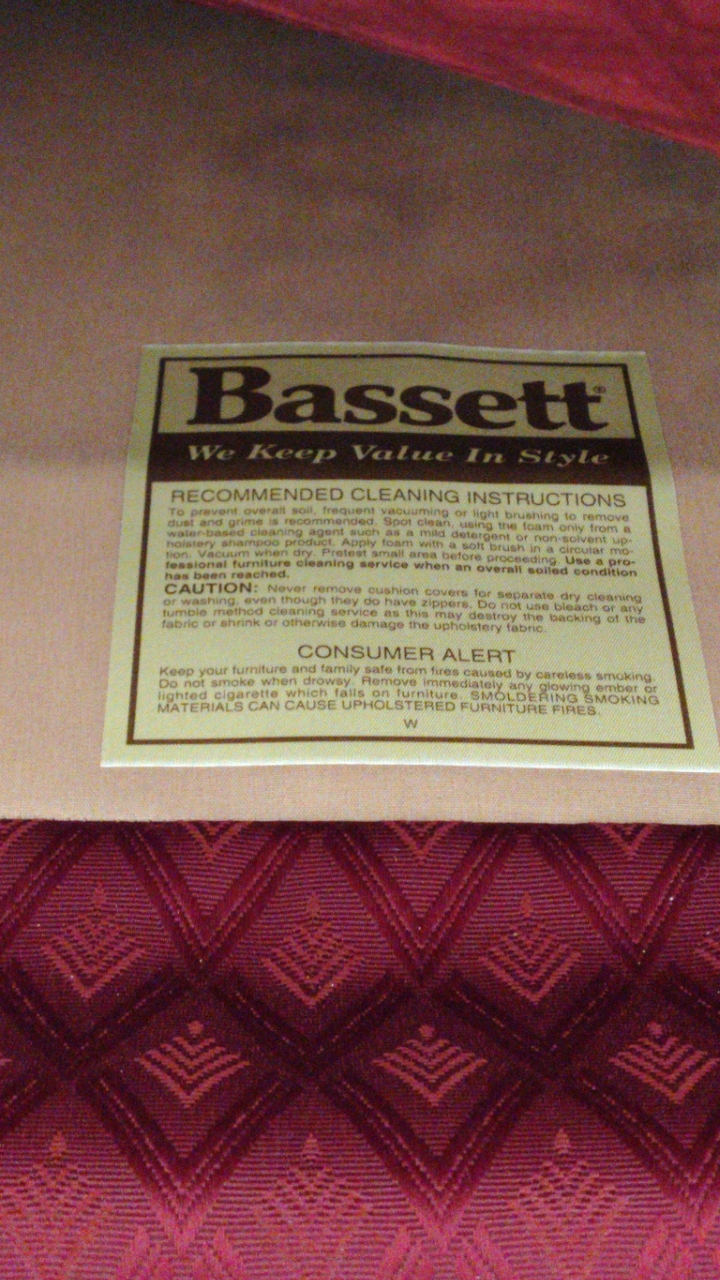 Bassett®
We Keep Value In Style
RECOMMENDED CLEANING INSTRUCTIONS
To prevent overall soil, frequent vacuuming or light brushing to remove
dust and grime is recommended. Spot clean, using the foam only from a
water-based cleaning agent such as a mild detergent or non-solvent up-
holstery shampoo product. Apply foam with a soft brush in a circular mo-
tion. Vacuum when dry. Pretest small area before proceeding. Use a pro-
fessional furniture cleaning service when an overall soiled condition
has been reached.
CAUTION: Never remove cushion covers for separate dry cleaning
or washing, even though they do have zippers. Do not use bleach or any
tumble method cleaning service as this may destroy the backing of the
fabric or shrink or otherwise damage the upholstery fabric.
CONSUMER ALERT
Keep your furniture and family safe from fires caused by careless smoking.
Do not smoke when drowsy. Remove immediately any glowing ember or
lighted cigarette which falls on furniture. SMOLDERING SMOKING
MATERIALS CAN CAUSE UPHOLSTERED FURNITURE FIRES.
W